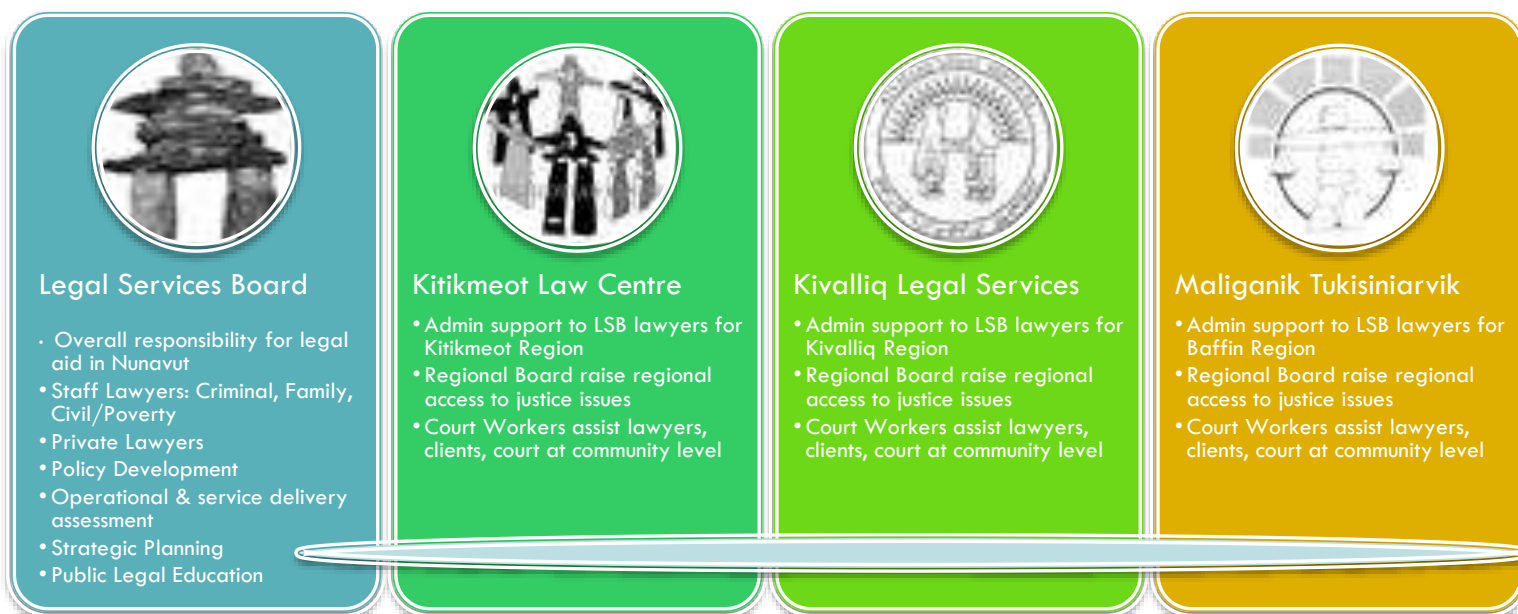 Legal Services Board
· Overall responsibility for legal
aid in Nunavut
• Staff Lawyers: Criminal, Family,
Civil/Poverty
• Private Lawyers
• Policy Development
• Operational & service delivery
assessment
• Strategic Planning
• Public Legal Education
Kitikmeot Law Centre
• Admin support to LSB lawyers for
Kitikmeot Region
• Regional Board raise regional
access to justice issues
• Court Workers assist lawyers,
clients, court at community level
Kivalliq Legal Services
• Admin support to LSB lawyers for
Kivalliq Region
• Regional Board raise regional
access to justice issues
• Court Workers assist lawyers,
clients, court at community level
Maliganik Tukisiniarvik
• Admin support to LSB lawyers for
Baffin Region
• Regional Board raise regional
access to justice issues
• Court Workers assist lawyers,
clients, court at community level